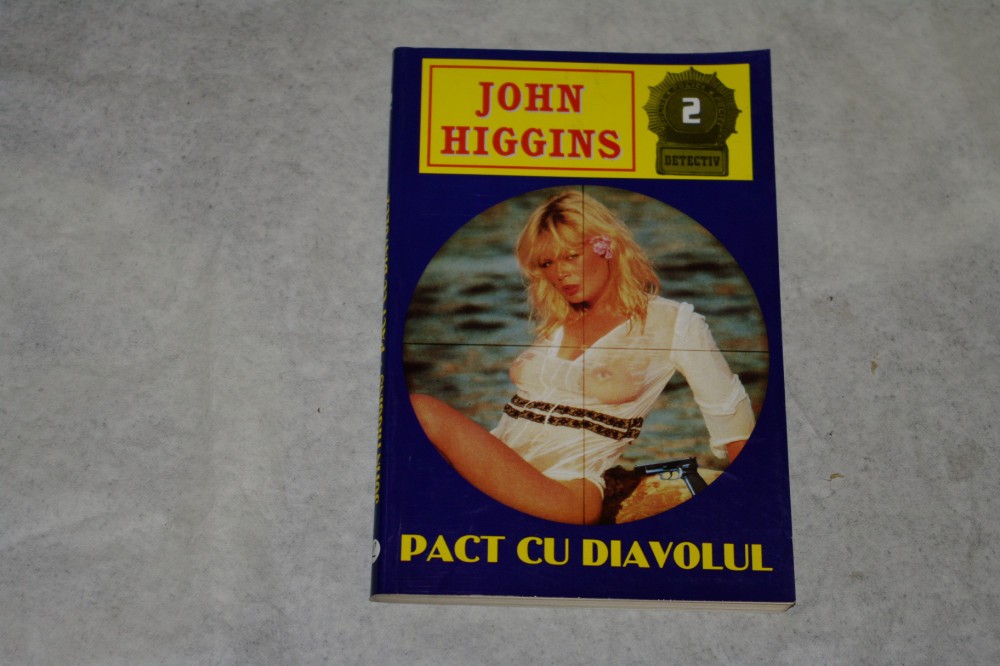 JOHN
HIGGINS
2
DETECTIV
PACT CU DIAVOLUL